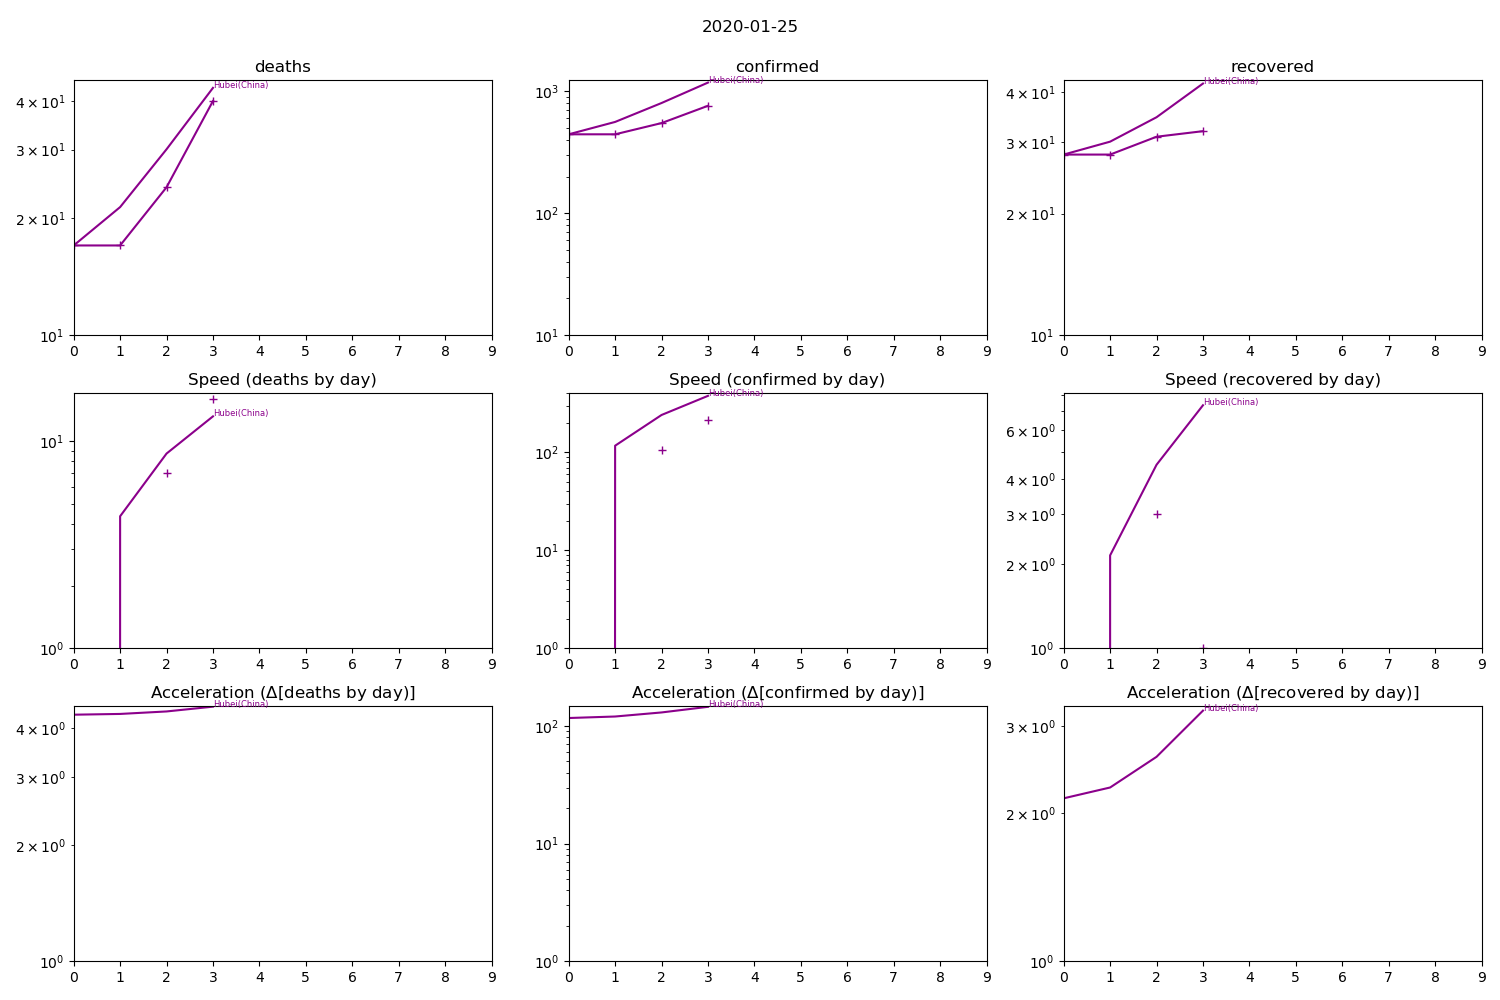 2020-01-25
deaths
confirmed
recovered
4 × 10¹
3 × 10¹
2 × 10¹
10¹
Hubei(China)
0 1 2 3 4 5 6 7 8 9
10³
10²
10¹
Hubei(China)
0 1 2 3 4 5 6 7 8 9
4 × 10¹
3 × 10¹
2 × 10¹
10¹
Hubei(China)
0 1 2 3 4 5 6 7 8 9
Speed (deaths by day)
Speed (confirmed by day)
Speed (recovered by day)
10¹
10⁰
Hubei(China)
0 1 2 3 4 5 6 7 8 9
10²
10¹
10⁰
Hubei(China)
0 1 2 3 4 5 6 7 8 9
6 × 10⁰
4 × 10⁰
3 × 10⁰
2 × 10⁰
10⁰
Hubei(China)
0 1 2 3 4 5 6 7 8 9
Acceleration (Δ[deaths by day)]
Acceleration (Δ[confirmed by day)]
Acceleration (Δ[recovered by day)]
4 × 10⁰
3 × 10⁰
2 × 10⁰
10⁰
Hubei(China)
0 1 2 3 4 5 6 7 8 9
10²
10¹
10⁰
Hubei(China)
0 1 2 3 4 5 6 7 8 9
3 × 10⁰
2 × 10⁰
10⁰
Hubei(China)
0 1 2 3 4 5 6 7 8 9